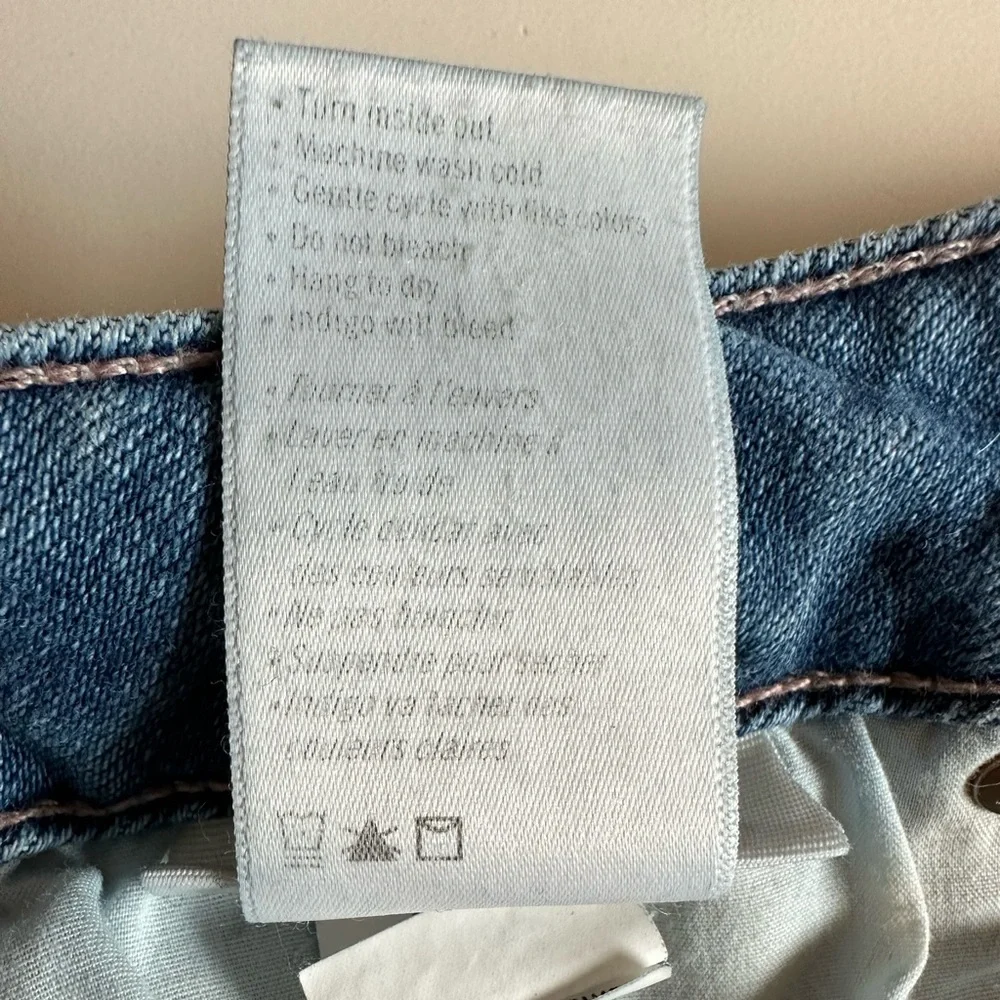 • Turn inside out
• Machine wash cold
• Gentle cycle with like colors
• Do not bleach
• Hang to dry
• Indigo will bleed
• Tourner à l'envers
• Laver en machine à
l'eau froide
• Cycle délicat avec
des couleurs semblables
• Ne pas blanchir
• Suspendre pour sécher
• Indigo va tacher des
couleurs claires